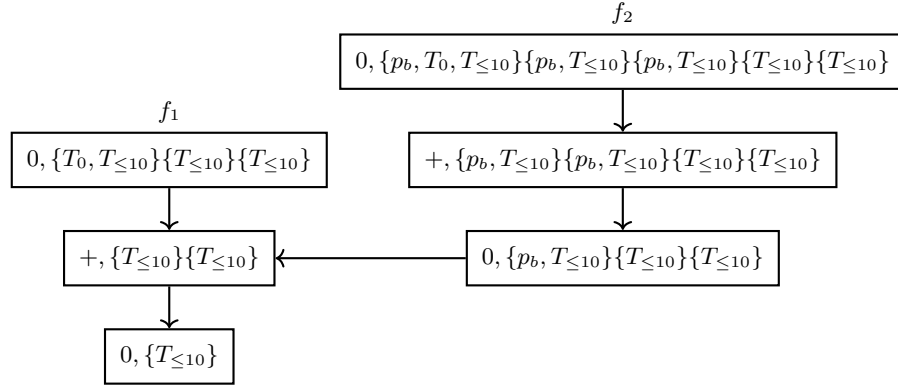 f₂
0, {p_b, T₀, T_≤10}{p_b, T_≤10}{p_b, T_≤10}{T_≤10}{T_≤10}
f₁
0, {T₀, T_≤10}{T_≤10}{T_≤10}
+, {p_b, T_≤10}{p_b, T_≤10}{T_≤10}{T_≤10}
+, {T_≤10}{T_≤10}
0, {p_b, T_≤10}{T_≤10}{T_≤10}
0, {T_≤10}